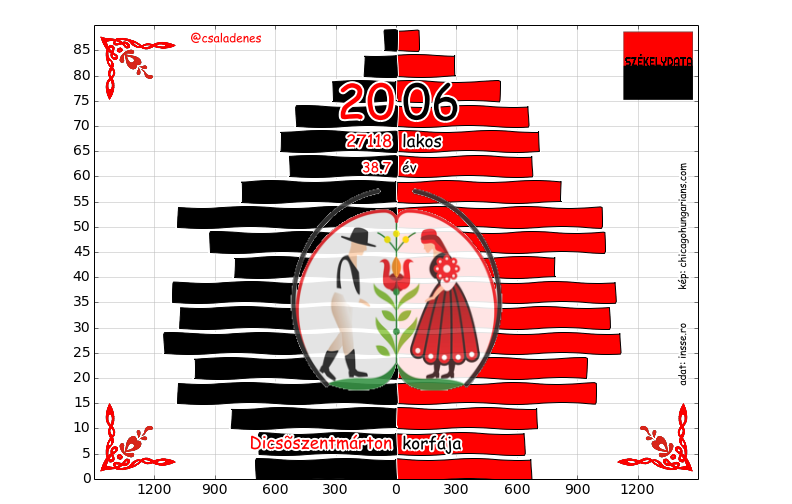 @csaladenes
SZÉKELYDATA
2006
27118 lakos
38.7 év
kép: chicagohungarians.com
adat: insse.ro
Dicsõszentmárton korfája
85
80
75
70
65
60
55
50
45
40
35
30
25
20
15
10
5
0
1200 900 600 300 0 300 600 900 1200